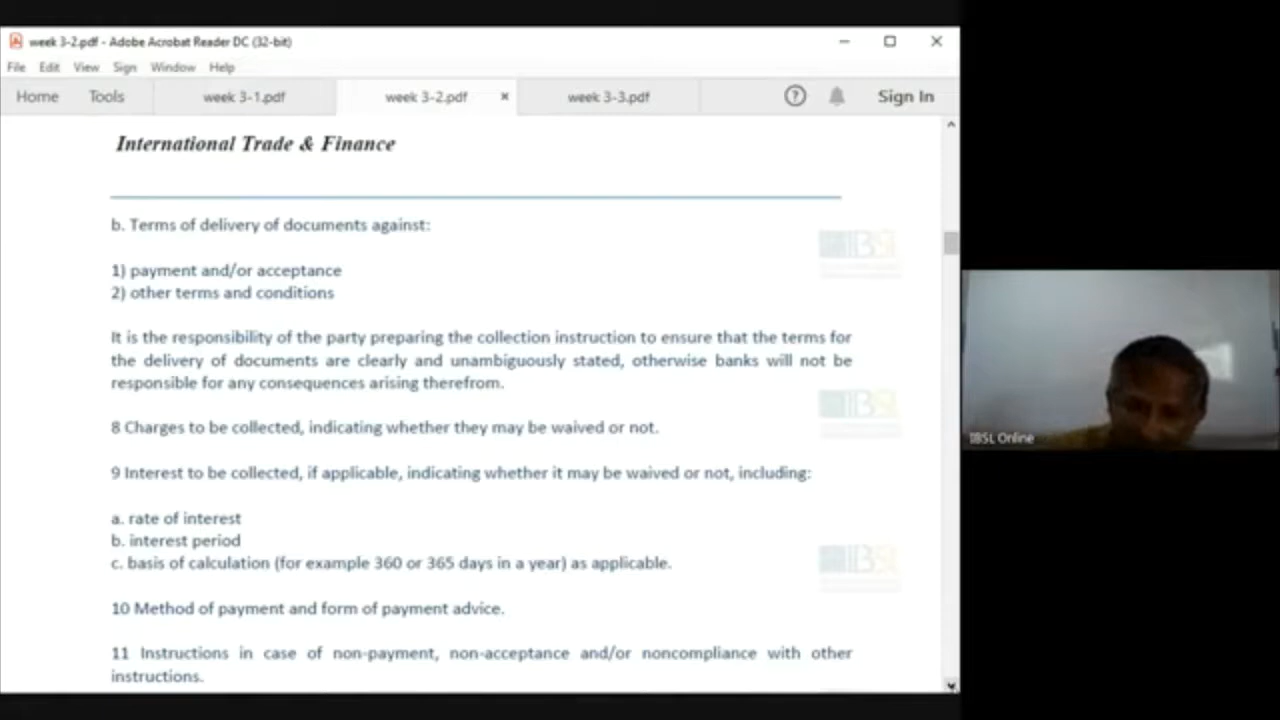 week 3-2.pdf - Adobe Acrobat Reader DC (32-bit)
File Edit View Sign Window Help
Home Tools week 3-1.pdf week 3-2.pdf × week 3-3.pdf ? Sign In
International Trade & Finance
b. Terms of delivery of documents against:
1) payment and/or acceptance
2) other terms and conditions
It is the responsibility of the party preparing the collection instruction to ensure that the terms for
the delivery of documents are clearly and unambiguously stated, otherwise banks will not be
responsible for any consequences arising therefrom.
8 Charges to be collected, indicating whether they may be waived or not.
9 Interest to be collected, if applicable, indicating whether it may be waived or not, including:
a. rate of interest
b. interest period
c. basis of calculation (for example 360 or 365 days in a year) as applicable.
10 Method of payment and form of payment advice.
11 Instructions in case of non-payment, non-acceptance and/or noncompliance with other
instructions.
IBSL Online